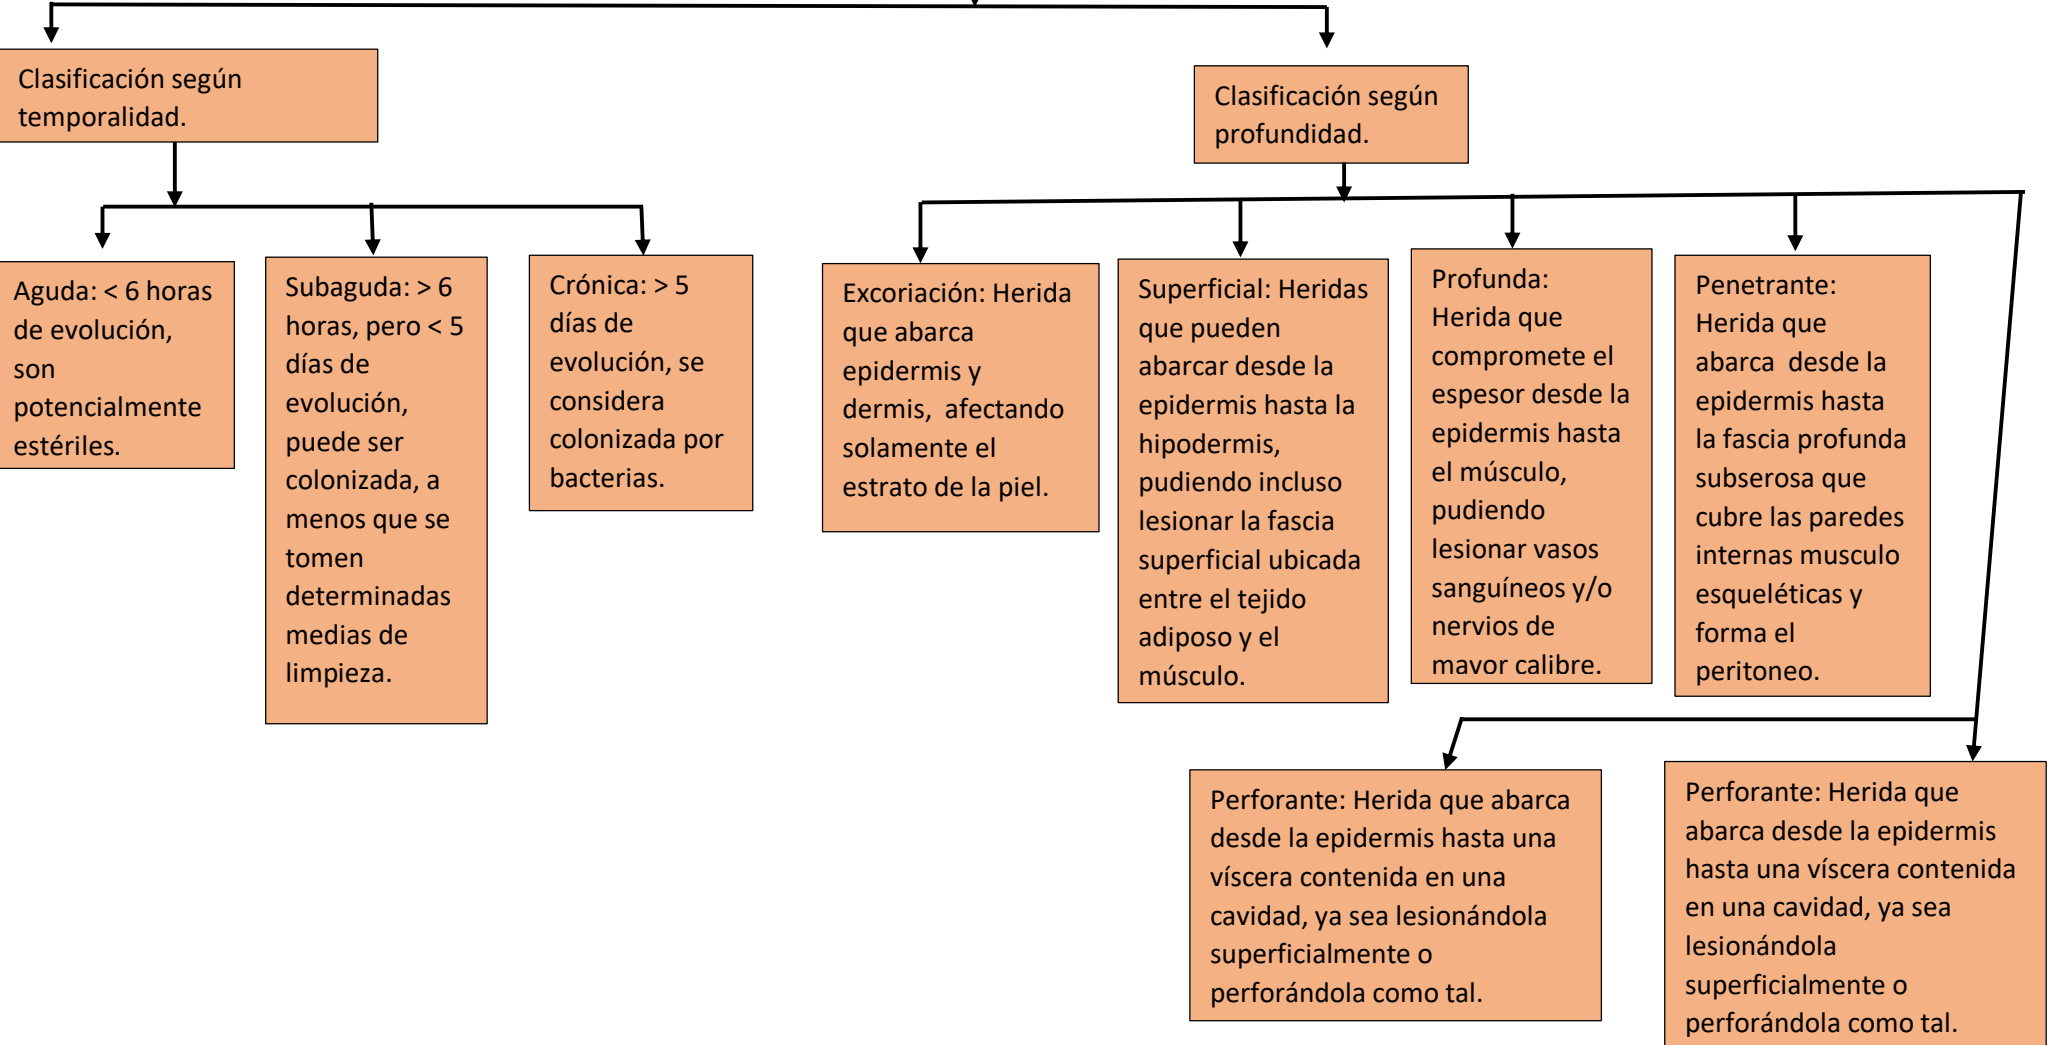 Clasificación según
temporalidad.
Clasificación según
profundidad.
Aguda: < 6 horas
de evolución,
son
potencialmente
estériles.
Subaguda: > 6
horas, pero < 5
días de
evolución,
puede ser
colonizada, a
menos que se
tomen
determinadas
medias de
limpieza.
Crónica: > 5
días de
evolución, se
considera
colonizada por
bacterias.
Excoriación: Herida
que abarca
epidermis y
dermis,  afectando
solamente el
estrato de la piel.
Superficial: Heridas
que pueden
abarcar desde la
epidermis hasta la
hipodermis,
pudiendo incluso
lesionar la fascia
superficial ubicada
entre el tejido
adiposo y el
músculo.
Profunda:
Herida que
compromete el
espesor desde la
epidermis hasta
el músculo,
pudiendo
lesionar vasos
sanguíneos y/o
nervios de
mayor calibre.
Penetrante:
Herida que
abarca  desde la
epidermis hasta
la fascia profunda
subserosa que
cubre las paredes
internas musculo
esqueléticas y
forma el
peritoneo.
Perforante: Herida que abarca
desde la epidermis hasta una
víscera contenida en una
cavidad, ya sea lesionándola
superficialmente o
perforándola como tal.
Perforante: Herida que
abarca desde la epidermis
hasta una víscera contenida
en una cavidad, ya sea
lesionándola
superficialmente o
perforándola como tal.